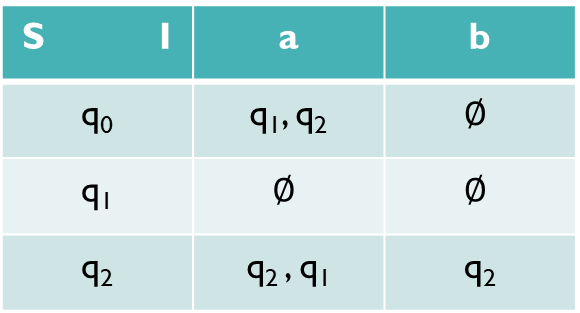 S I a b
q₀ q₁, q₂ ∅
q₁ ∅ ∅
q₂ q₂, q₁ q₂